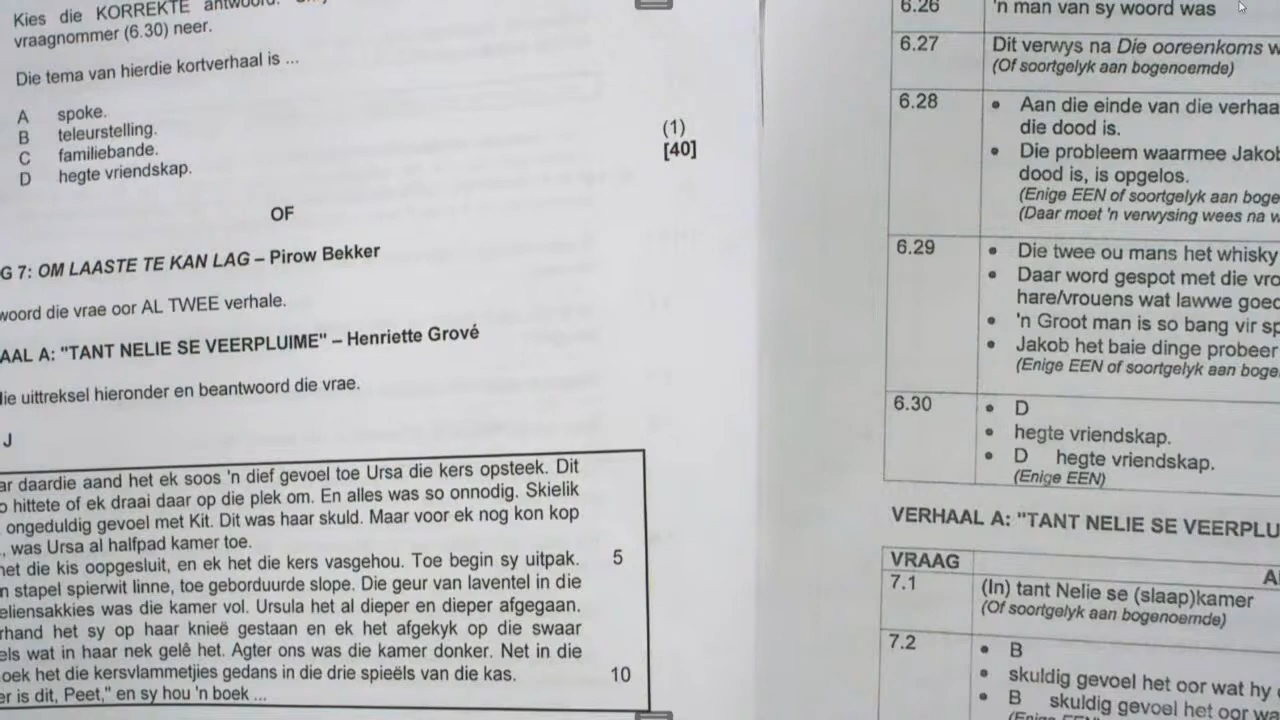 Kies die KORREKTE antwoord.
vraagnommer (6.30) neer.
Die tema van hierdie kortverhaal is ...
A spoke.
B teleurstelling.
C familiebande.
D hegte vriendskap.
(1)
[40]
OF
G 7: OM LAASTE TE KAN LAG – Pirow Bekker
woord die vrae oor AL TWEE verhale.
AAL A: "TANT NELIE SE VEERPLUIME" – Henriette Grové
die uittreksel hieronder en beantwoord die vrae.
J
ar daardie aand het ek soos 'n dief gevoel toe Ursa die kers opsteek. Dit
o hittete of ek draai daar op die plek om. En alles was so onnodig. Skielik
ongeduldig gevoel met Kit. Dit was haar skuld. Maar voor ek nog kon kop
, was Ursa al halfpad kamer toe.
het die kis oopgesluit, en ek het die kers vasgehou. Toe begin sy uitpak. 5
n stapel spierwit linne, toe geborduurde slope. Die geur van laventel in die
eliensakkies was die kamer vol. Ursula het al dieper en dieper afgegaan.
rhand het sy op haar knieë gestaan en ek het afgekyk op die swaar
els wat in haar nek gelê het. Agter ons was die kamer donker. Net in die
oek het die kersvlammetjies gedans in die drie spieëls van die kas. 10
er is dit, Peet," en sy hou 'n boek ...
6.26 'n man van sy woord was
6.27 Dit verwys na Die ooreenkoms w
(Of soortgelyk aan bogenoemde)
6.28 • Aan die einde van die verhaa
die dood is.
• Die probleem waarmee Jakob
dood is, is opgelos.
(Enige EEN of soortgelyk aan boge
(Daar moet 'n verwysing wees na w
6.29 • Die twee ou mans het whisky
• Daar word gespot met die vro
hare/vrouens wat lawwe goed
• 'n Groot man is so bang vir sp
• Jakob het baie dinge probeer
(Enige EEN of soortgelyk aan boge
6.30 • D
• hegte vriendskap.
• D hegte vriendskap.
(Enige EEN)
VERHAAL A: "TANT NELIE SE VEERPLU
VRAAG A
7.1 (In) tant Nelie se (slaap)kamer
(Of soortgelyk aan bogenoemde)
7.2 • B
• skuldig gevoel het oor wat hy
• B skuldig gevoel het oor wa
(Enige EEN)